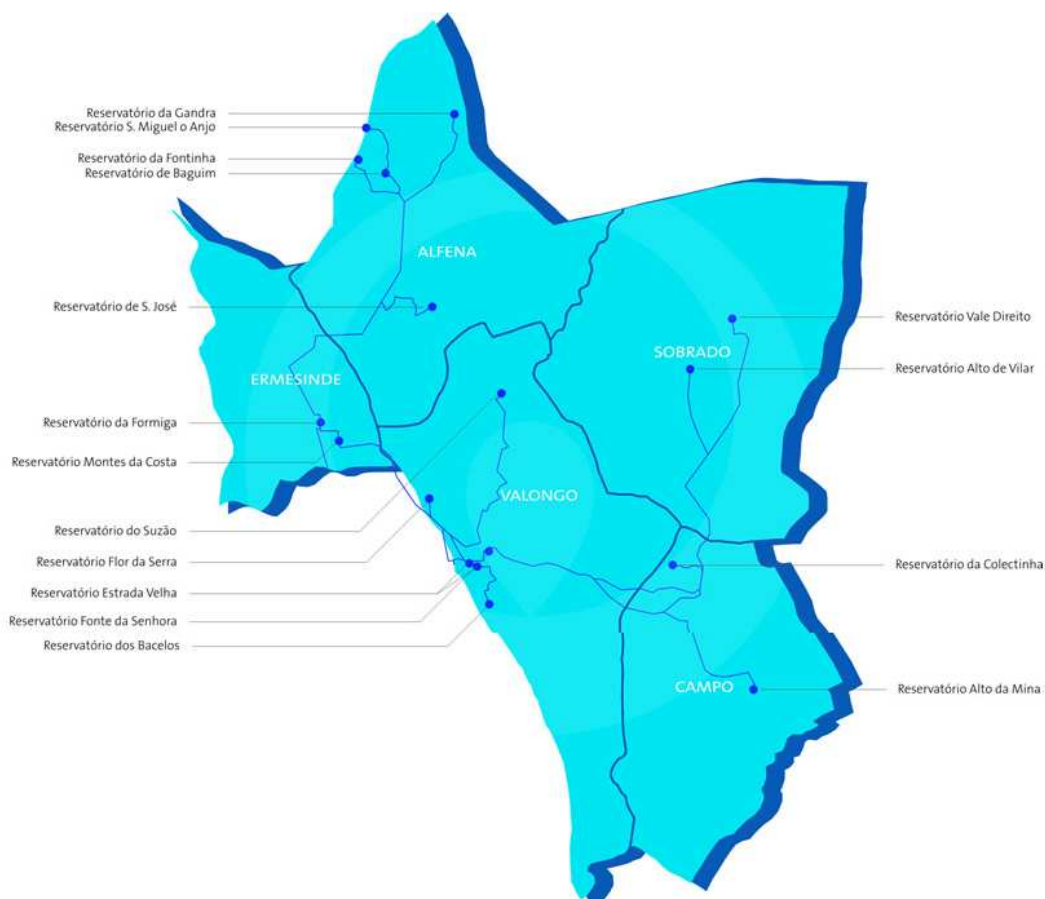 Reservatório da Gandra
Reservatório S. Miguel o Anjo
Reservatório da Fontinha
Reservatório de Baguim
ALFENA
Reservatório de S. José
Reservatório Vale Direito
SOBRADO
Reservatório Alto de Vilar
ERMESINDE
Reservatório da Formiga
Reservatório Montes da Costa
VALONGO
Reservatório do Suzão
Reservatório Flor da Serra
Reservatório da Colectinha
Reservatório Estrada Velha
Reservatório Fonte da Senhora
Reservatório dos Bacelos
CAMPO
Reservatório Alto da Mina